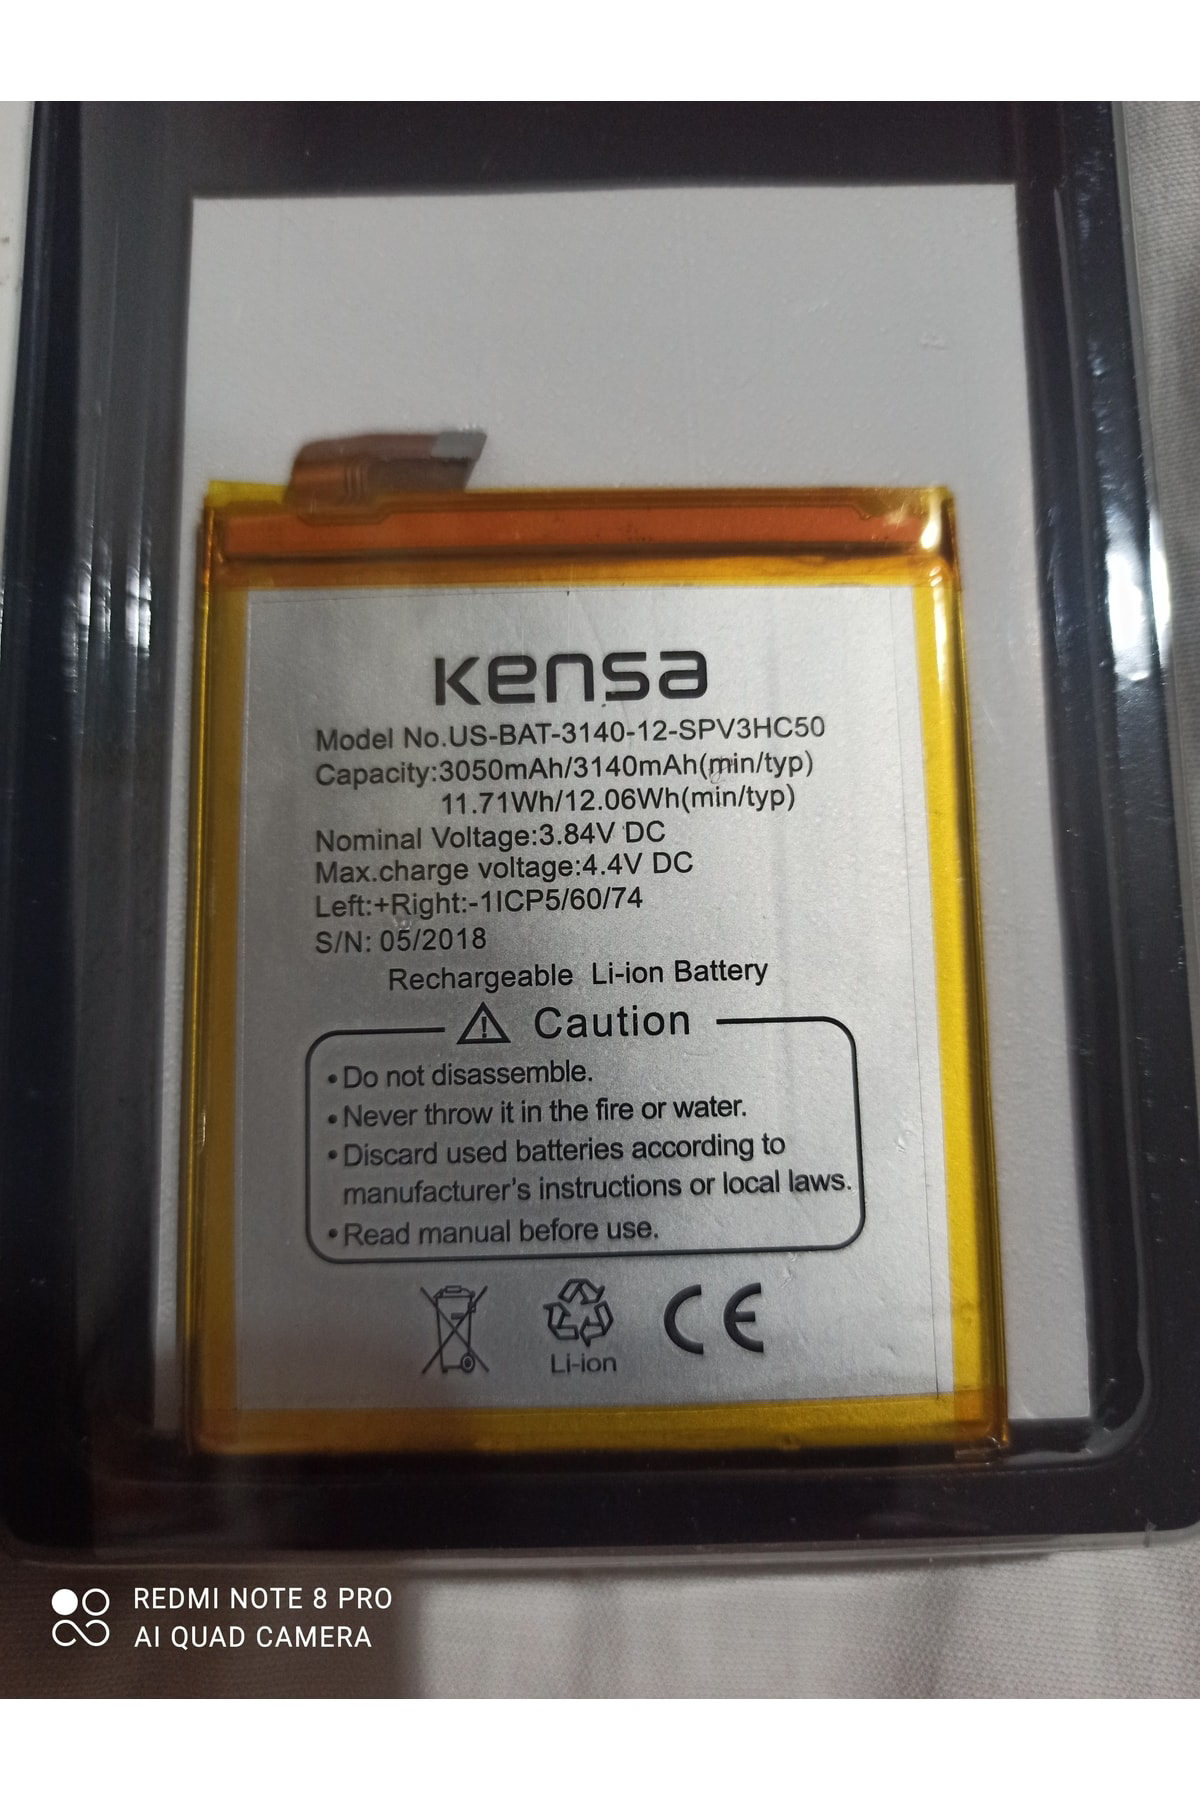 Kensa
Model No.US-BAT-3140-12-SPV3HC50
Capacity:3050mAh/3140mAh(min/typ)
11.71Wh/12.06Wh(min/typ)
Nominal Voltage:3.84V DC
Max.charge voltage:4.4V DC
Left:+Right:-1ICP5/60/74
S/N: 05/2018
Rechargeable Li-ion Battery
Caution
•Do not disassemble.
•Never throw it in the fire or water.
•Discard used batteries according to
manufacturer's instructions or local laws.
•Read manual before use.
Li-ion
CE
REDMI NOTE 8 PRO
AI QUAD CAMERA